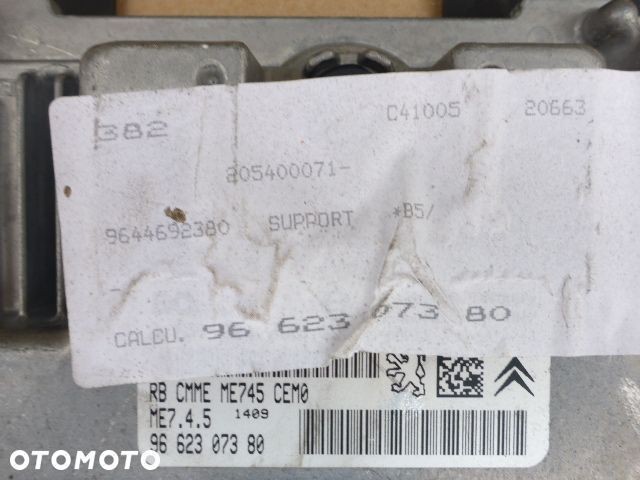 382 C41005 20663
205400071-
9644692380 SUPPORT *B5/
CALCU. 96 623 073 80
RB CMME ME745 CEM0
ME7.4.5 1409
96 623 073 80
OTOMOTO